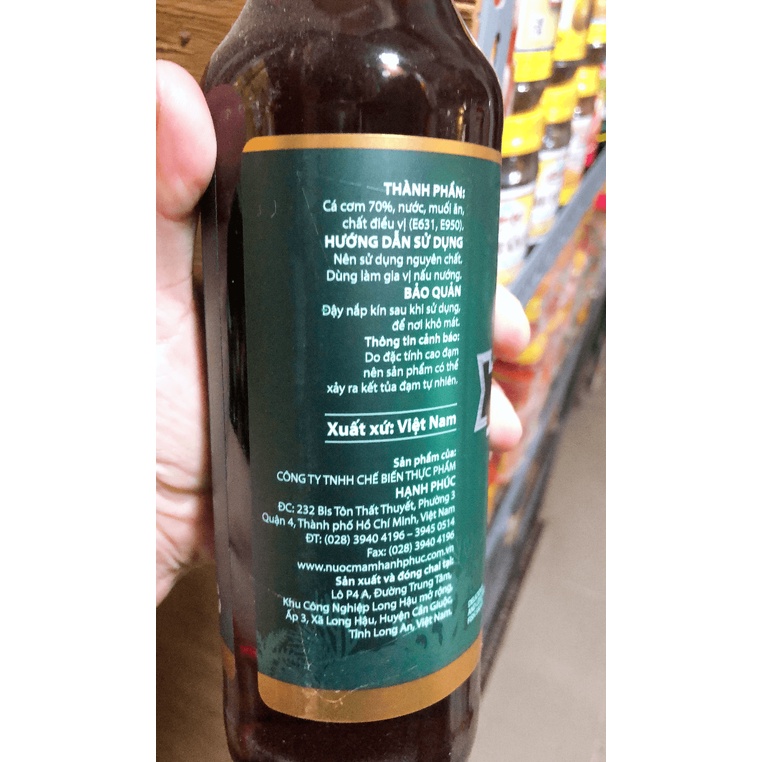 THÀNH PHẦN:
Cá cơm 70%, nước, muối ăn,
chất điều vị (E631, E950).
HƯỚNG DẪN SỬ DỤNG
Nên sử dụng nguyên chất.
Dùng làm gia vị nấu nướng.
BẢO QUẢN
Đậy nắp kín sau khi sử dụng,
để nơi khô mát.
Thông tin cảnh báo:
Do đặc tính cao đạm
nên sản phẩm có thể
xảy ra kết tủa đạm tự nhiên.
Xuất xứ: Việt Nam
Sản phẩm của:
CÔNG TY TNHH CHẾ BIẾN THỰC PHẨM
HẠNH PHÚC
ĐC: 232 Bis Tôn Thất Thuyết, Phường 3
Quận 4, Thành phố Hồ Chí Minh, Việt Nam
ĐT: (028) 3940 4196 – 3945 0514
Fax: (028) 3940 4196
www.nuocmamhanhphuc.com.vn
Sản xuất và đóng chai tại:
Lô P4 A, Đường Trung Tâm,
Khu Công Nghiệp Long Hậu mở rộng,
Ấp 3, Xã Long Hậu, Huyện Cần Giuộc,
Tỉnh Long An, Việt Nam.